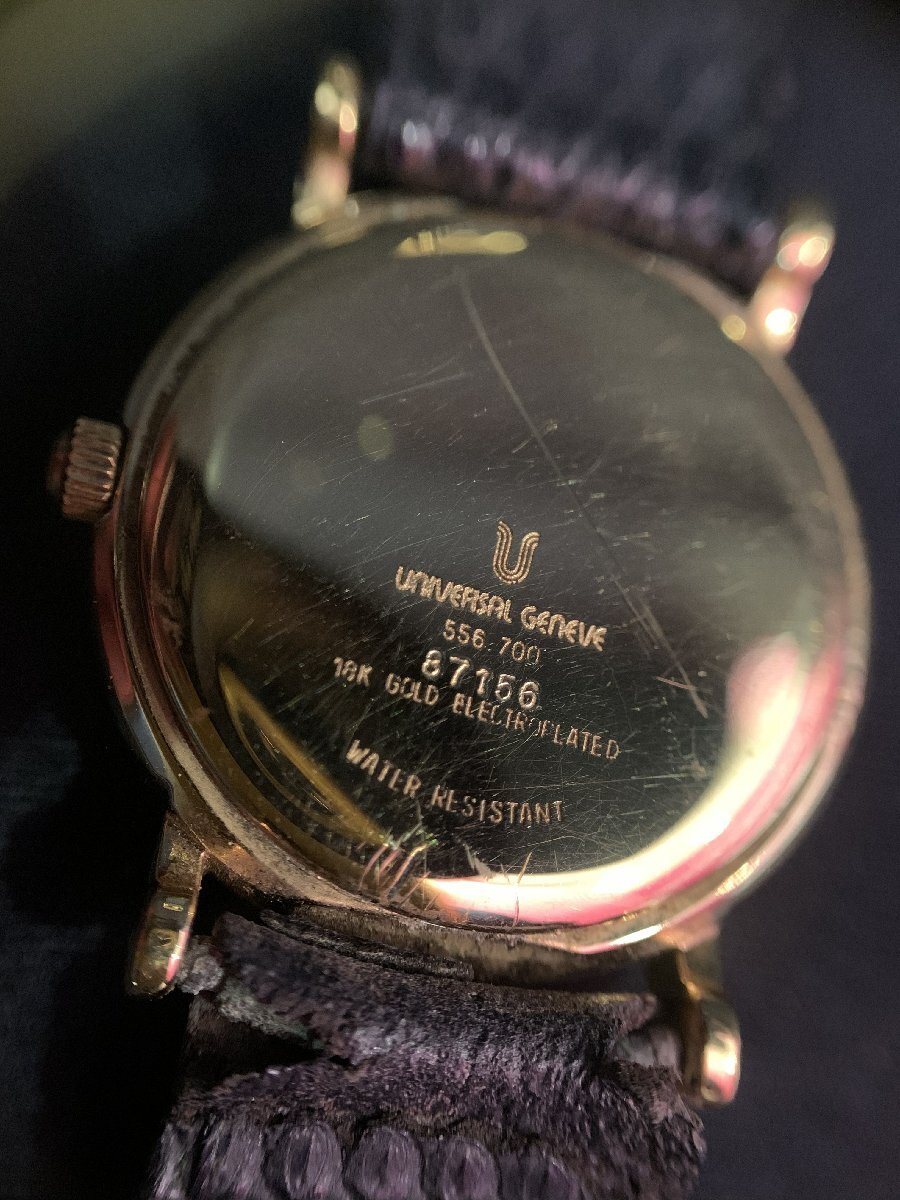 U
UNIVERSAL GENEVE
556.700
87156
18K GOLD ELECTROPLATED
WATER RESISTANT